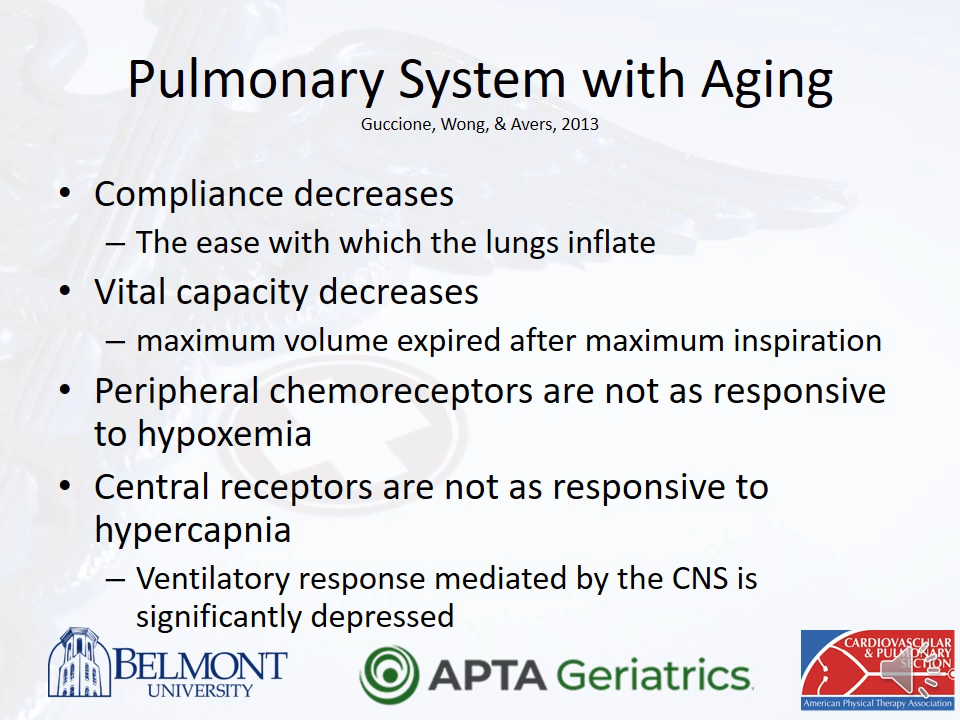 Pulmonary System with Aging
Guccione, Wong, & Avers, 2013
• Compliance decreases
– The ease with which the lungs inflate
• Vital capacity decreases
– maximum volume expired after maximum inspiration
• Peripheral chemoreceptors are not as responsive
to hypoxemia
• Central receptors are not as responsive to
hypercapnia
– Ventilatory response mediated by the CNS is
significantly depressed
BELMONT
UNIVERSITY
APTA Geriatrics.
CARDIOVASCULAR
& PULMONARY
SECTION
American Physical Therapy Association